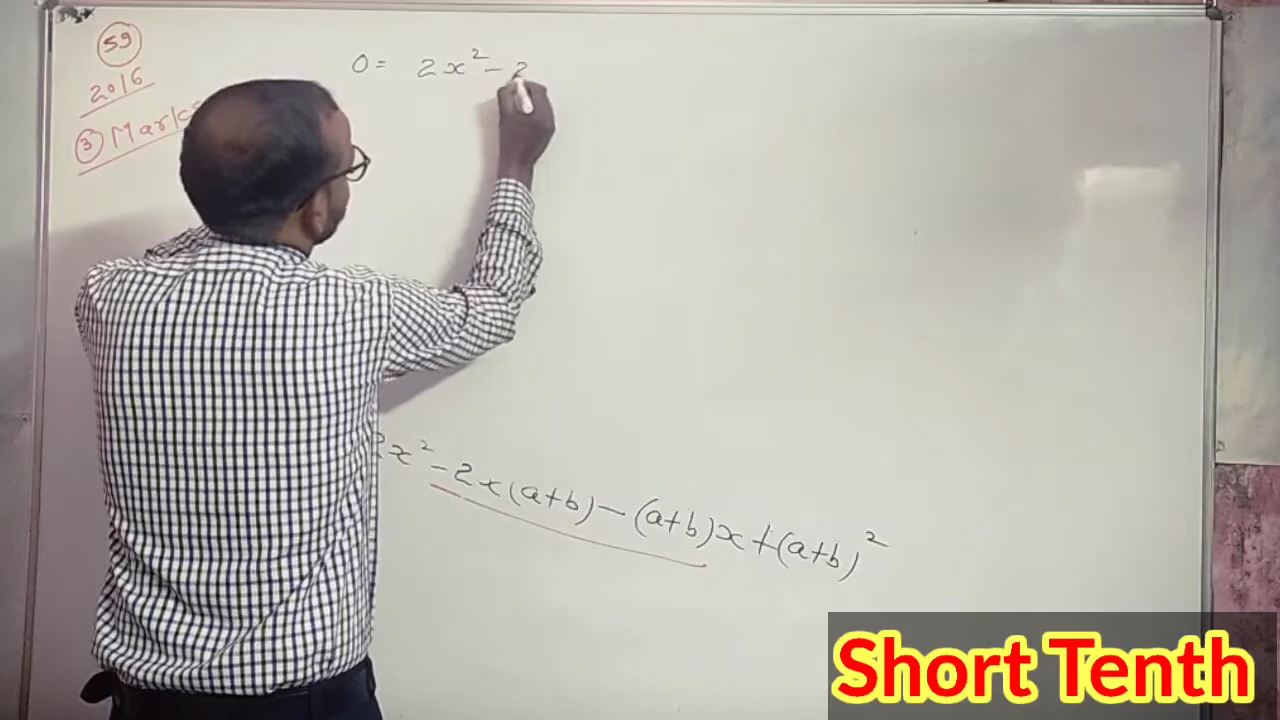 59
2016
3 Marks
0 = 2x² - 2
2x² - 2x(a+b) - (a+b)x + (a+b)²
Short Tenth